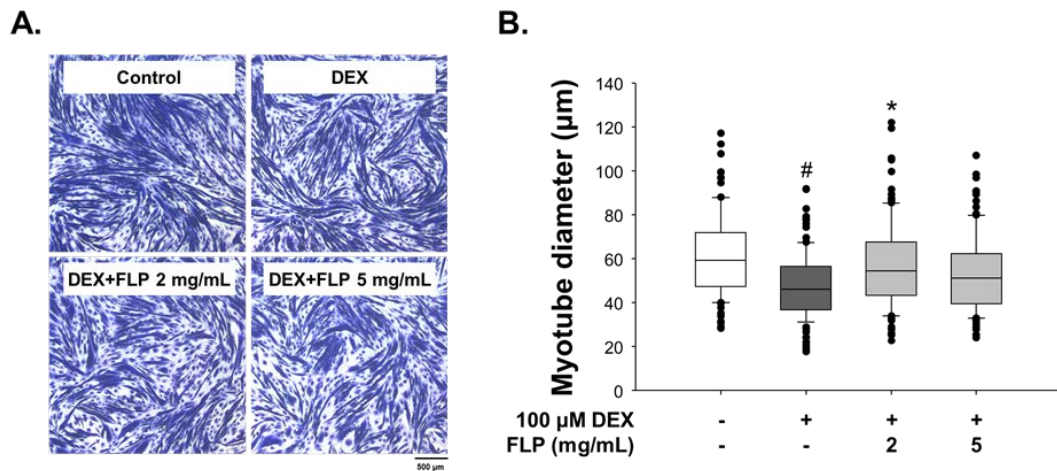 A.
Control
DEX
DEX+FLP 2 mg/mL
DEX+FLP 5 mg/mL
500 µm
B.
Myotube diameter (µm)
140
120
100
80
60
40
20
0
#
*
100 µM DEX - + + +
FLP (mg/mL) - - 2 5